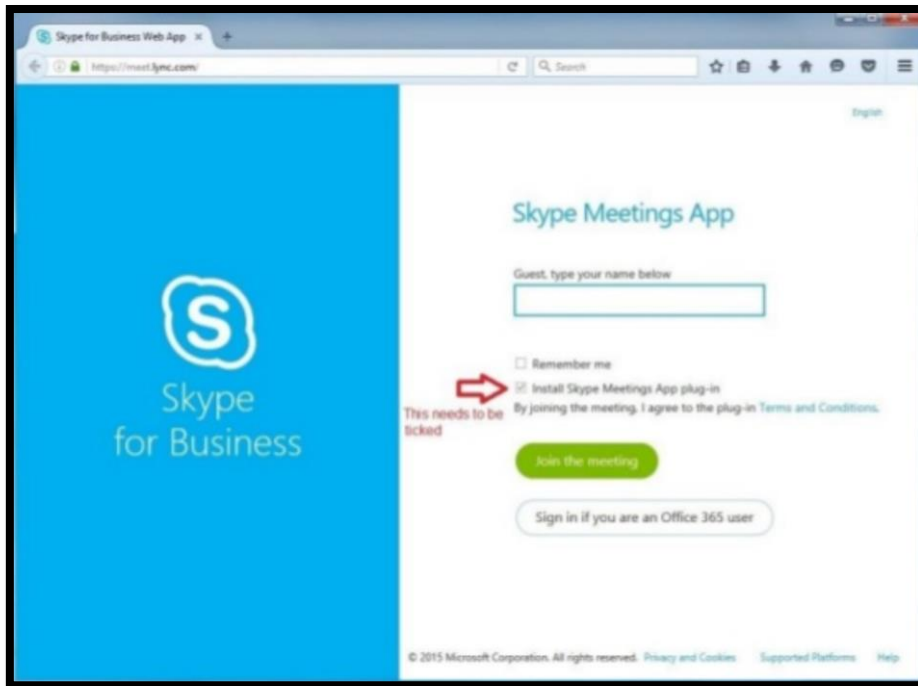 Skype for Business Web App
https://meet.lync.com/
Search
English
Skype Meetings App
Guest, type your name below
Remember me
Install Skype Meetings App plug-in
By joining the meeting, I agree to the plug-in Terms and Conditions.
This needs to be
ticked
Join the meeting
Sign in if you are an Office 365 user
S
Skype
for Business
© 2015 Microsoft Corporation. All rights reserved. Privacy and Cookies Supported Platforms Help